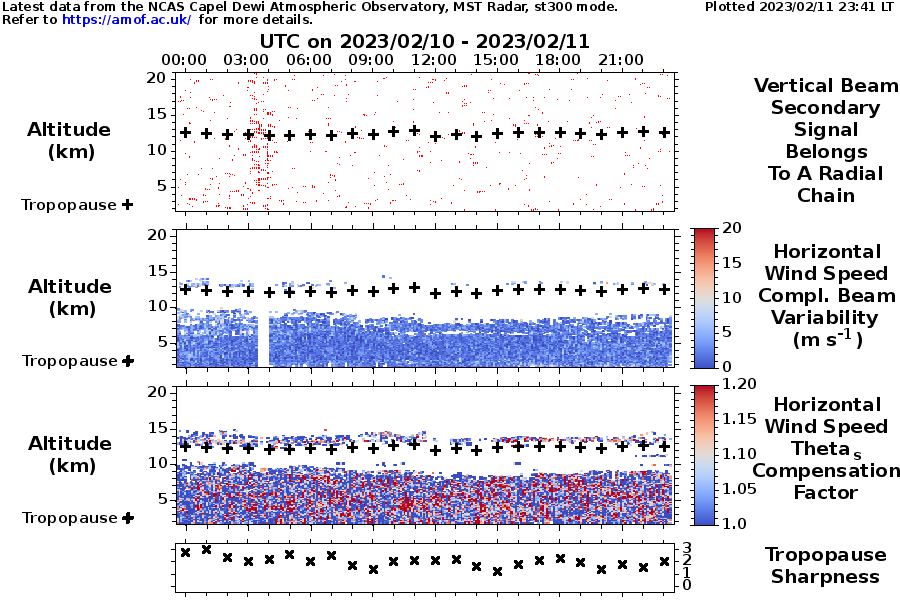 Latest data from the NCAS Capel Dewi Atmospheric Observatory, MST Radar, st300 mode.
Plotted 2023/02/11 23:41 LT
Refer to https://amof.ac.uk/ for more details.
UTC on 2023/02/10 - 2023/02/11
00:00 03:00 06:00 09:00 12:00 15:00 18:00 21:00
20
15
10
5
Altitude
(km)
Tropopause +
Vertical Beam
Secondary
Signal
Belongs
To A Radial
Chain
20
15
10
5
Altitude
(km)
Tropopause +
20
15
10
5
0
Horizontal
Wind Speed
Compl. Beam
Variability
(m s-1)
20
15
10
5
Altitude
(km)
Tropopause +
1.20
1.15
1.10
1.05
1.0
Horizontal
Wind Speed
Theta s
Compensation
Factor
3
2
1
0
Tropopause
Sharpness